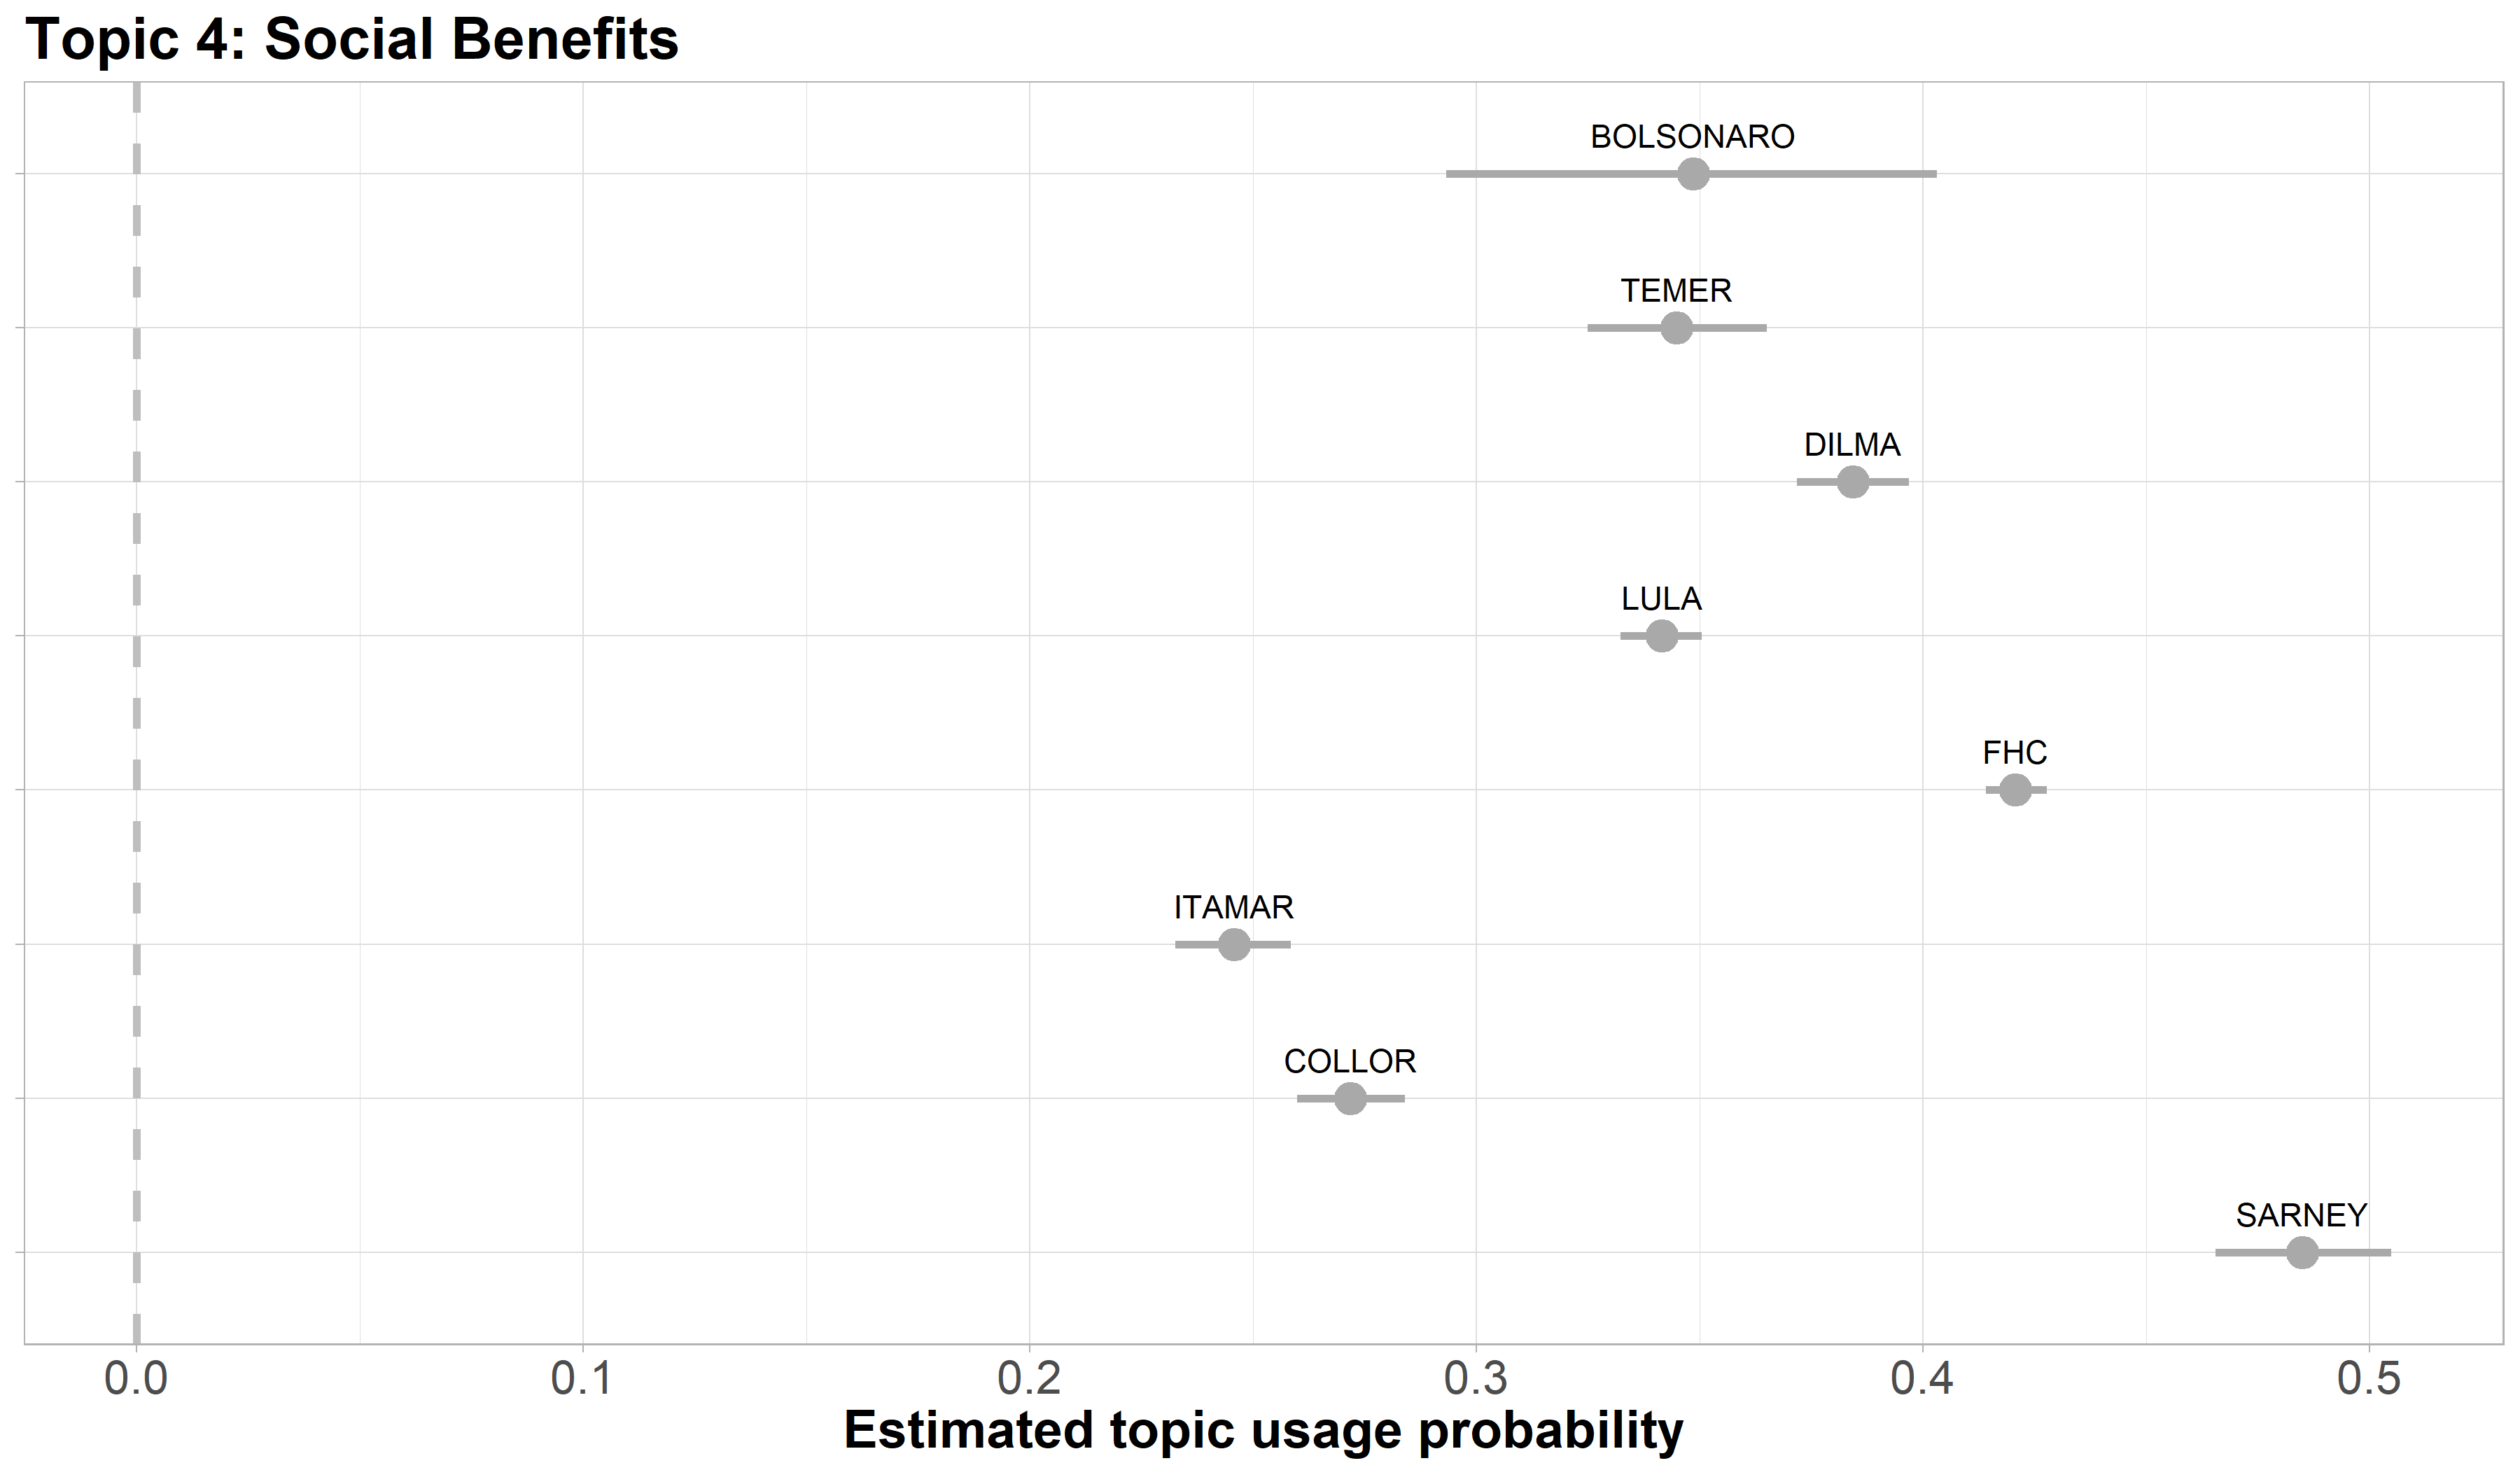 Topic 4: Social Benefits
BOLSONARO
TEMER
DILMA
LULA
FHC
ITAMAR
COLLOR
SARNEY
0.0 0.1 0.2 0.3 0.4 0.5
Estimated topic usage probability